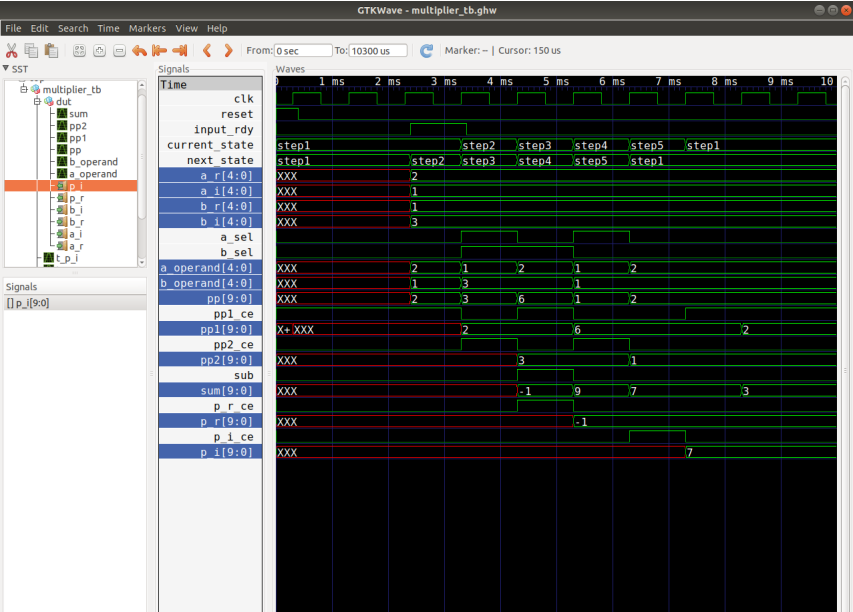 GTKWave - multiplier_tb.ghw
File Edit Search Time Markers View Help
From: 0 sec To: 10300 us Marker: -- | Cursor: 150 us
SST
multiplier_tb
dut
sum
pp2
pp1
pp
b_operand
a_operand
p_i
p_r
b_i
b_r
a_i
a_r
t_p_i
Signals
[] p_i[9:0]
Signals
Time
clk
reset
input_rdy
current_state
next_state
a_r[4:0]
a_i[4:0]
b_r[4:0]
b_i[4:0]
a_sel
b_sel
a_operand[4:0]
b_operand[4:0]
pp[9:0]
pp1_ce
pp1[9:0]
pp2_ce
pp2[9:0]
sub
sum[9:0]
p_r_ce
p_r[9:0]
p_i_ce
p_i[9:0]
Waves
1 ms 2 ms 3 ms 4 ms 5 ms 6 ms 7 ms 8 ms 9 ms 10
step1 step2 step3 step4 step5 step1
step1 step2 step3 step4 step5 step1
XXX 2
XXX 1
XXX 1
XXX 3
XXX 2 1 2 1 2
XXX 1 3 1
XXX 2 3 6 1 2
X+ XXX 2 6 2
XXX 3 1
XXX -1 9 7 3
XXX -1
XXX 7